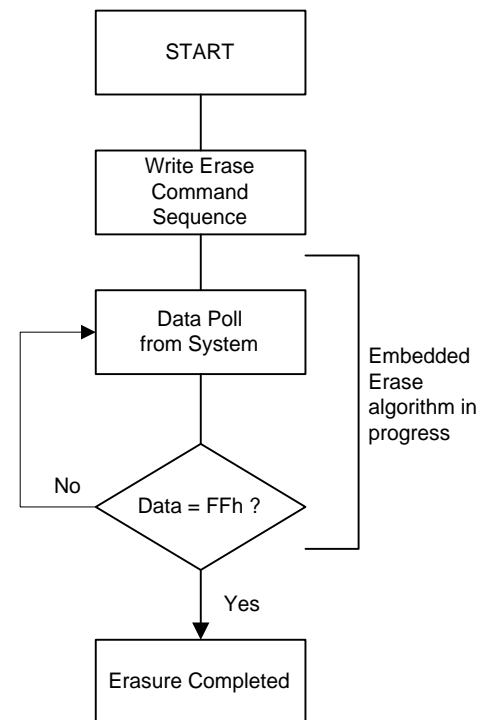 START
Write Erase
Command
Sequence
Data Poll
from System
Embedded
Erase
algorithm in
progress
No
Data = FFh ?
Yes
Erasure Completed